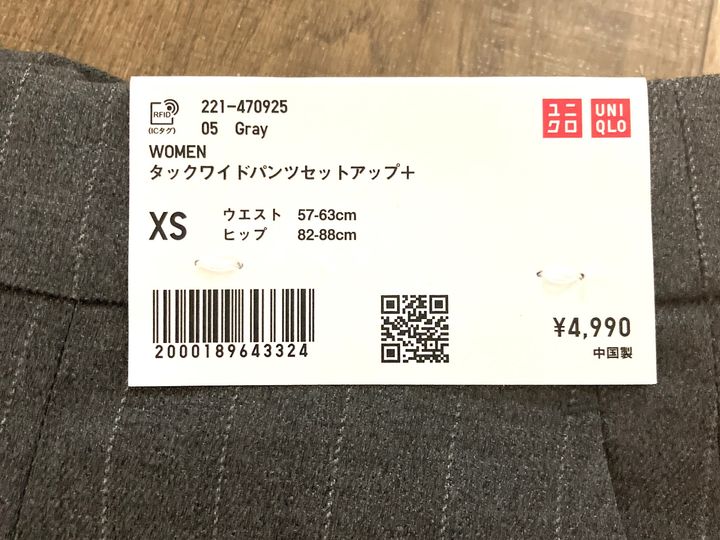 RFID
(ICタグ)
221-470925
05 Gray
ユニクロ
UNIQLO
WOMEN
タックワイドパンツセットアップ+
XS
ウエスト 57-63cm
ヒップ 82-88cm
2000189643324
¥4,990
中国製